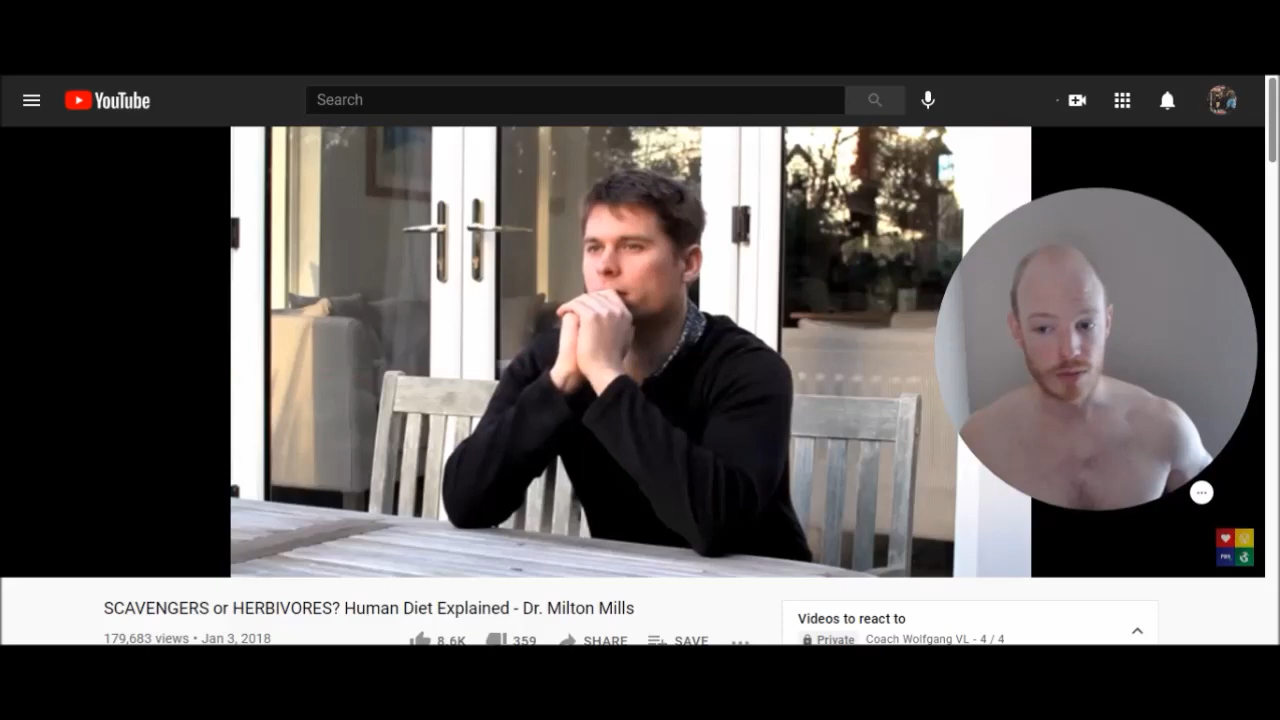 YouTube
Search
SCAVENGERS or HERBIVORES? Human Diet Explained - Dr. Milton Mills
179,683 views • Jan 3, 2018
8.6K
359
SHARE
SAVE
Videos to react to
Private
Coach Wolfgang VL - 4 / 4